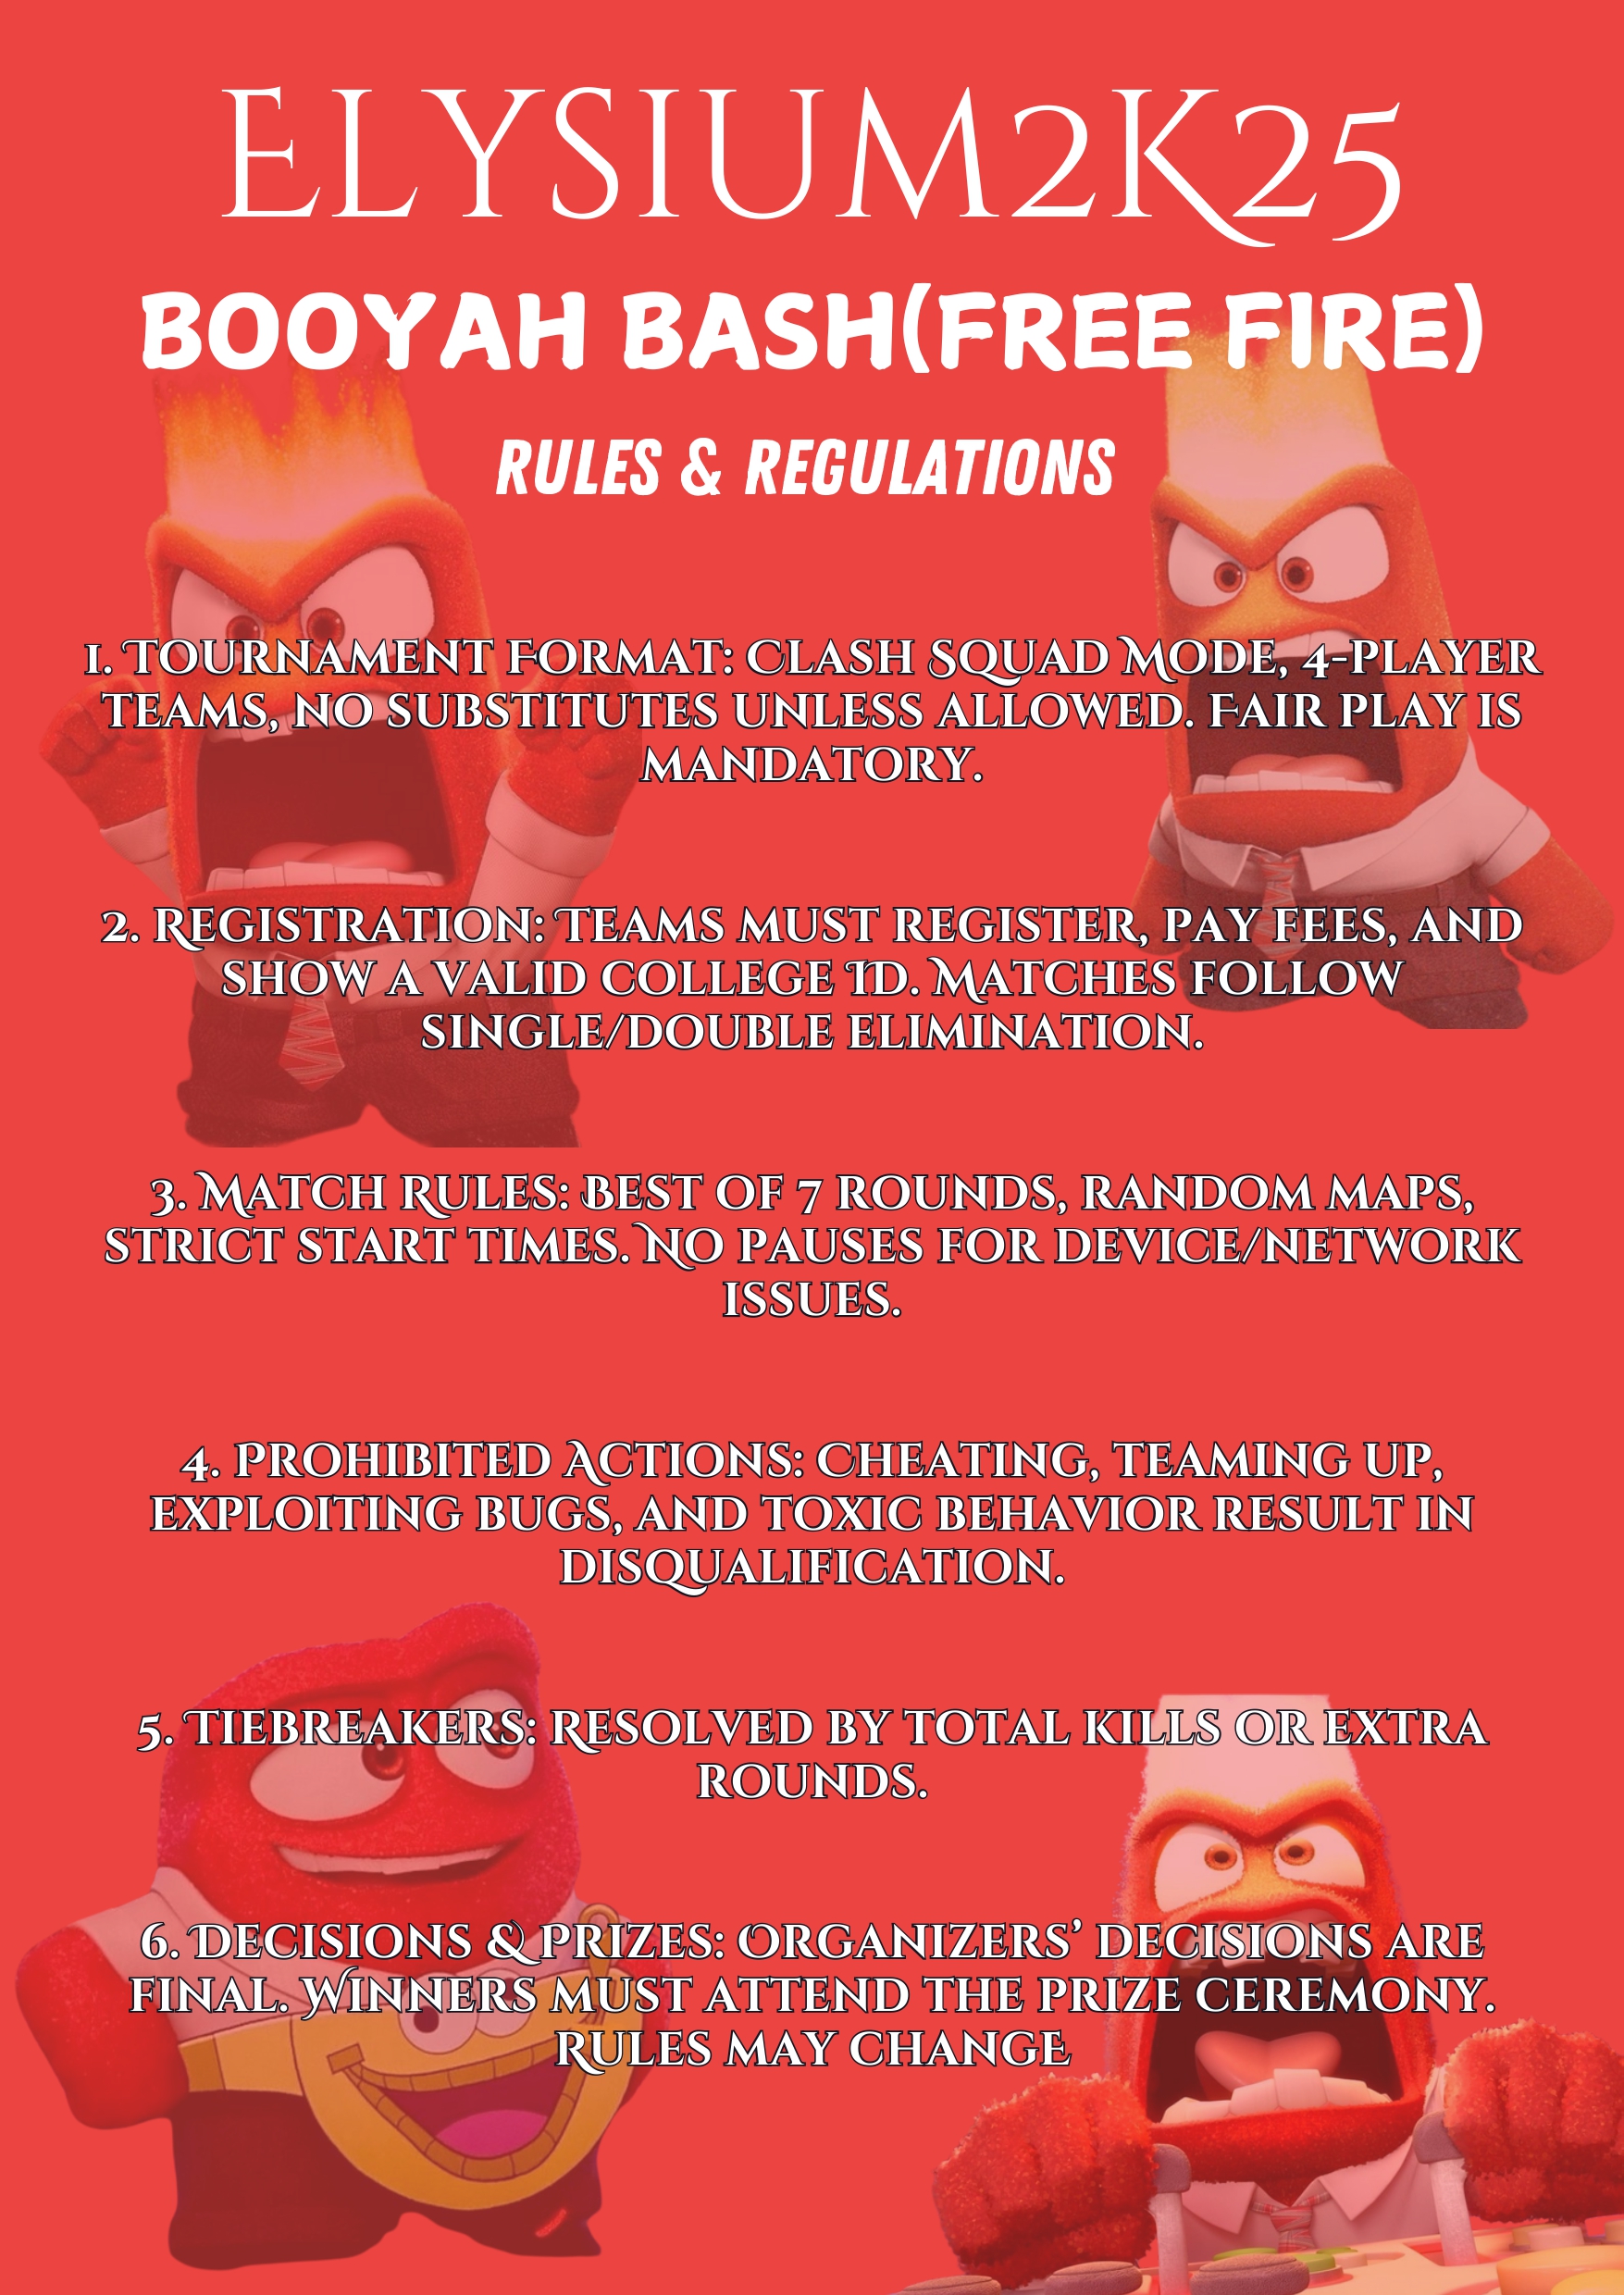 Elysium2K25
BOOYAH BASH(FREE FIRE)
RULES & REGULATIONS
1. Tournament Format: Clash Squad Mode, 4-player
teams, no substitutes unless allowed. Fair play is
mandatory.
2. Registration: Teams must register, pay fees, and
show a valid college ID. Matches follow
single/double elimination.
3. Match Rules: Best of 7 rounds, random maps,
strict start times. No pauses for device/network
issues.
4. Prohibited Actions: Cheating, teaming up,
exploiting bugs, and toxic behavior result in
disqualification.
5. Tiebreakers: Resolved by total kills or extra
rounds.
6. Decisions & Prizes: Organizers’ decisions are
final. Winners must attend the prize ceremony.
Rules may change